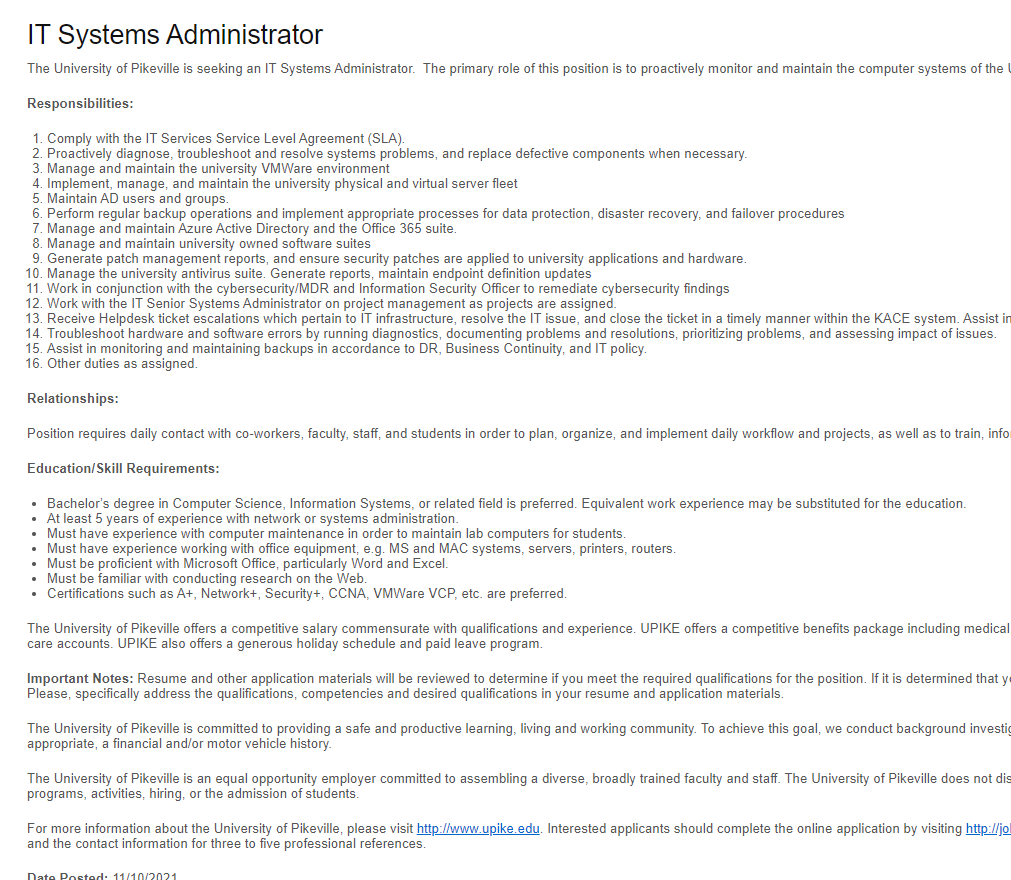 IT Systems Administrator
The University of Pikeville is seeking an IT Systems Administrator.  The primary role of this position is to proactively monitor and maintain the computer systems of the
Responsibilities:
1. Comply with the IT Services Service Level Agreement (SLA).
2. Proactively diagnose, troubleshoot and resolve systems problems, and replace defective components when necessary.
3. Manage and maintain the university VMWare environment
4. Implement, manage, and maintain the university physical and virtual server fleet
5. Maintain AD users and groups.
6. Perform regular backup operations and implement appropriate processes for data protection, disaster recovery, and failover procedures
7. Manage and maintain Azure Active Directory and the Office 365 suite.
8. Manage and maintain university owned software suites
9. Generate patch management reports, and ensure security patches are applied to university applications and hardware.
10. Manage the university antivirus suite. Generate reports, maintain endpoint definition updates
11. Work in conjunction with the cybersecurity/MDR and Information Security Officer to remediate cybersecurity findings
12. Work with the IT Senior Systems Administrator on project management as projects are assigned.
13. Receive Helpdesk ticket escalations which pertain to IT infrastructure, resolve the IT issue, and close the ticket in a timely manner within the KACE system. Assist in
14. Troubleshoot hardware and software errors by running diagnostics, documenting problems and resolutions, prioritizing problems, and assessing impact of issues.
15. Assist in monitoring and maintaining backups in accordance to DR, Business Continuity, and IT policy.
16. Other duties as assigned.
Relationships:
Position requires daily contact with co-workers, faculty, staff, and students in order to plan, organize, and implement daily workflow and projects, as well as to train, info
Education/Skill Requirements:
• Bachelor's degree in Computer Science, Information Systems, or related field is preferred. Equivalent work experience may be substituted for the education.
• At least 5 years of experience with network or systems administration.
• Must have experience with computer maintenance in order to maintain lab computers for students.
• Must have experience working with office equipment, e.g. MS and MAC systems, servers, printers, routers.
• Must be proficient with Microsoft Office, particularly Word and Excel.
• Must be familiar with conducting research on the Web.
• Certifications such as A+, Network+, Security+, CCNA, VMWare VCP, etc. are preferred.
The University of Pikeville offers a competitive salary commensurate with qualifications and experience. UPIKE offers a competitive benefits package including medical
care accounts. UPIKE also offers a generous holiday schedule and paid leave program.
Important Notes: Resume and other application materials will be reviewed to determine if you meet the required qualifications for the position. If it is determined that
Please, specifically address the qualifications, competencies and desired qualifications in your resume and application materials.
The University of Pikeville is committed to providing a safe and productive learning, living and working community. To achieve this goal, we conduct background investig
appropriate, a financial and/or motor vehicle history.
The University of Pikeville is an equal opportunity employer committed to assembling a diverse, broadly trained faculty and staff. The University of Pikeville does not dis
programs, activities, hiring, or the admission of students.
For more information about the University of Pikeville, please visit http://www.upike.edu. Interested applicants should complete the online application by visiting http://jo
and the contact information for three to five professional references.
Date Posted: 11/10/2021